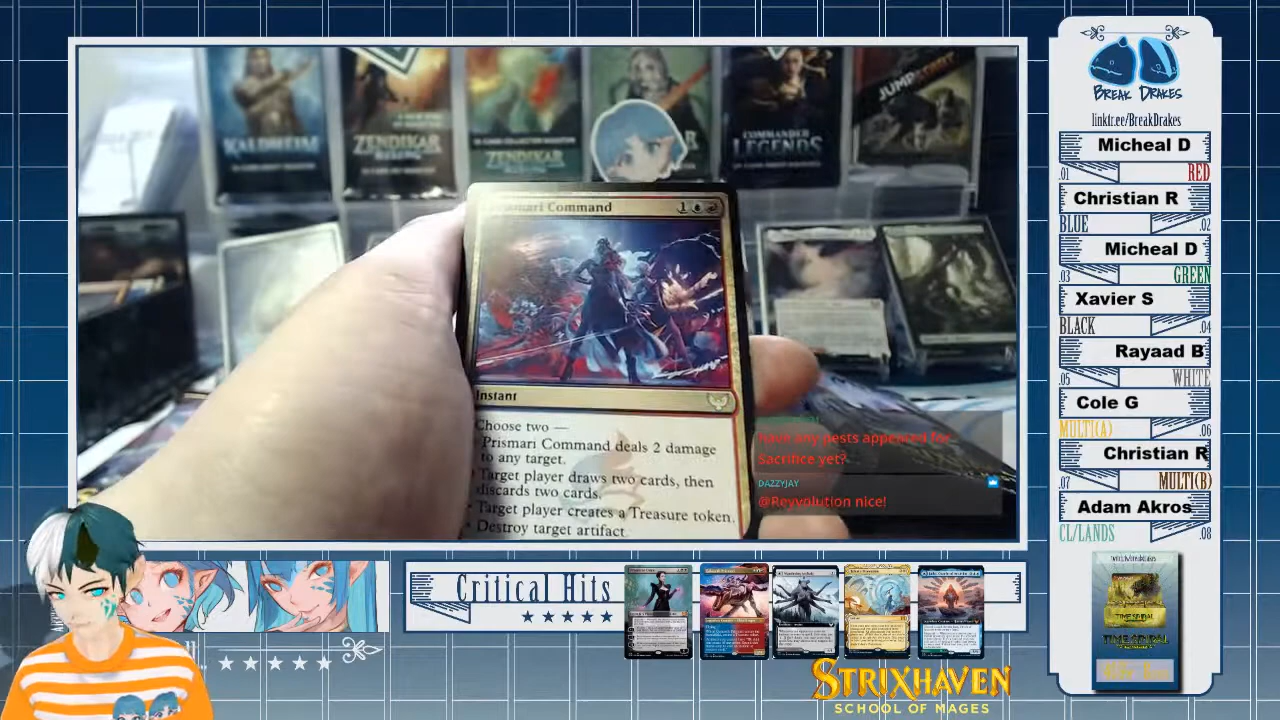 KALDHEIM
ZENDIKAR
ZENDIKAR
COMMANDER
LEGENDS
JUMPSTART
mari Command 1
Instant
Choose two —
Prismari Command deals 2 damage
to any target.
Target player draws two cards, then
discards two cards.
Target player creates a Treasure token.
Destroy target artifact.
have any pests appeared for
Sacrifice yet?
DAZZYJAY
@Reyvolution nice!
BREAK DRAKES
linktr.ee/BreakDrakes
Micheal D
.01 RED
Christian R
BLUE .02
Micheal D
.03 GREEN
Xavier S
BLACK .04
Rayaad B
.05 WHITE
Cole G
MULTI(A) .06
Christian R
.07 MULTI(B)
Adam Akros
CL/LANDS .08
Critical Hits
STRIXHAVEN
SCHOOL OF MAGES